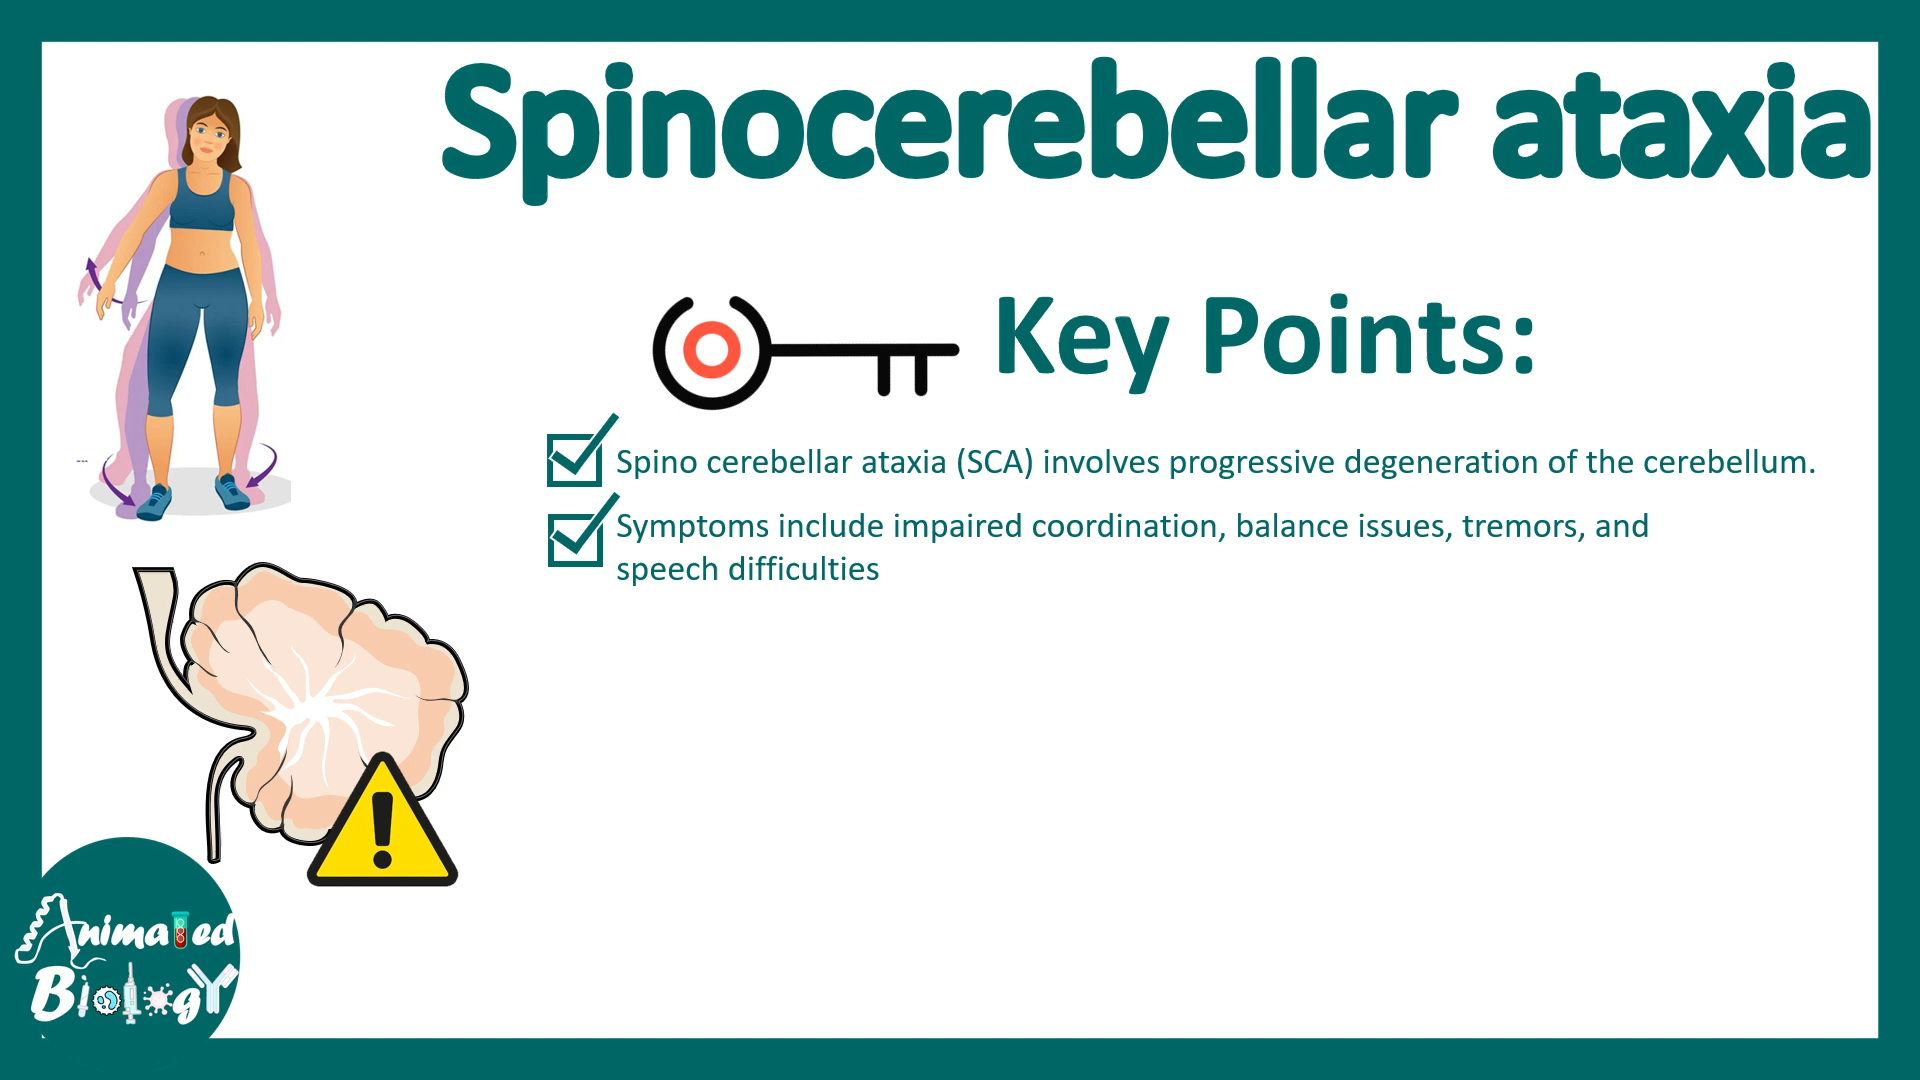 Spinocerebellar ataxia
Key Points:
Spino cerebellar ataxia (SCA) involves progressive degeneration of the cerebellum.
Symptoms include impaired coordination, balance issues, tremors, and
speech difficulties
Animated
Biology